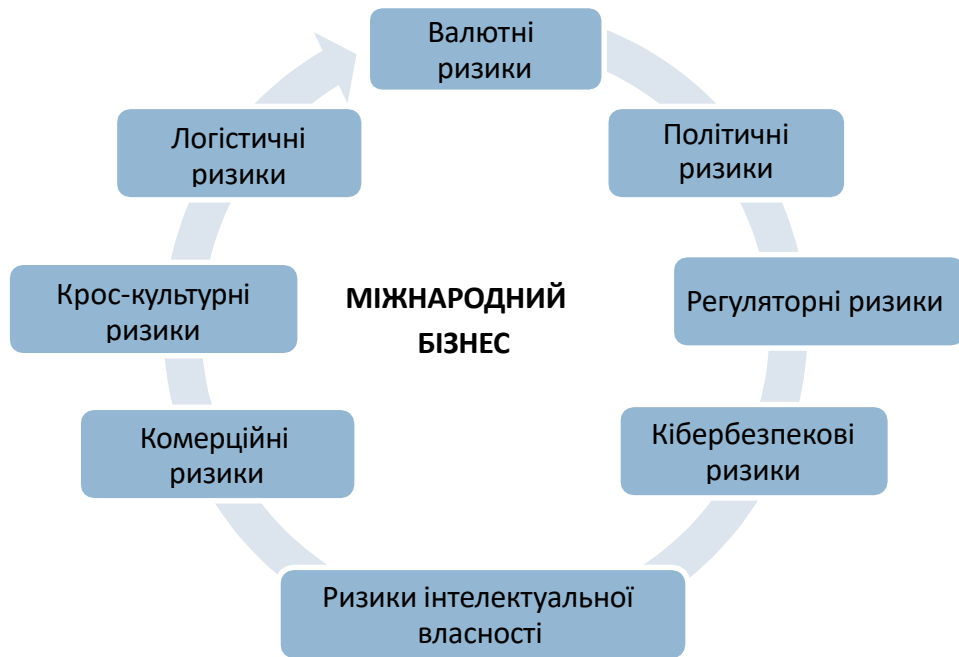 Валютні
ризики
Політичні
ризики
Регуляторні ризики
Кібербезпекові
ризики
Ризики інтелектуальної
власності
Комерційні
ризики
Крос-культурні
ризики
Логістичні
ризики
МІЖНАРОДНИЙ
БІЗНЕС